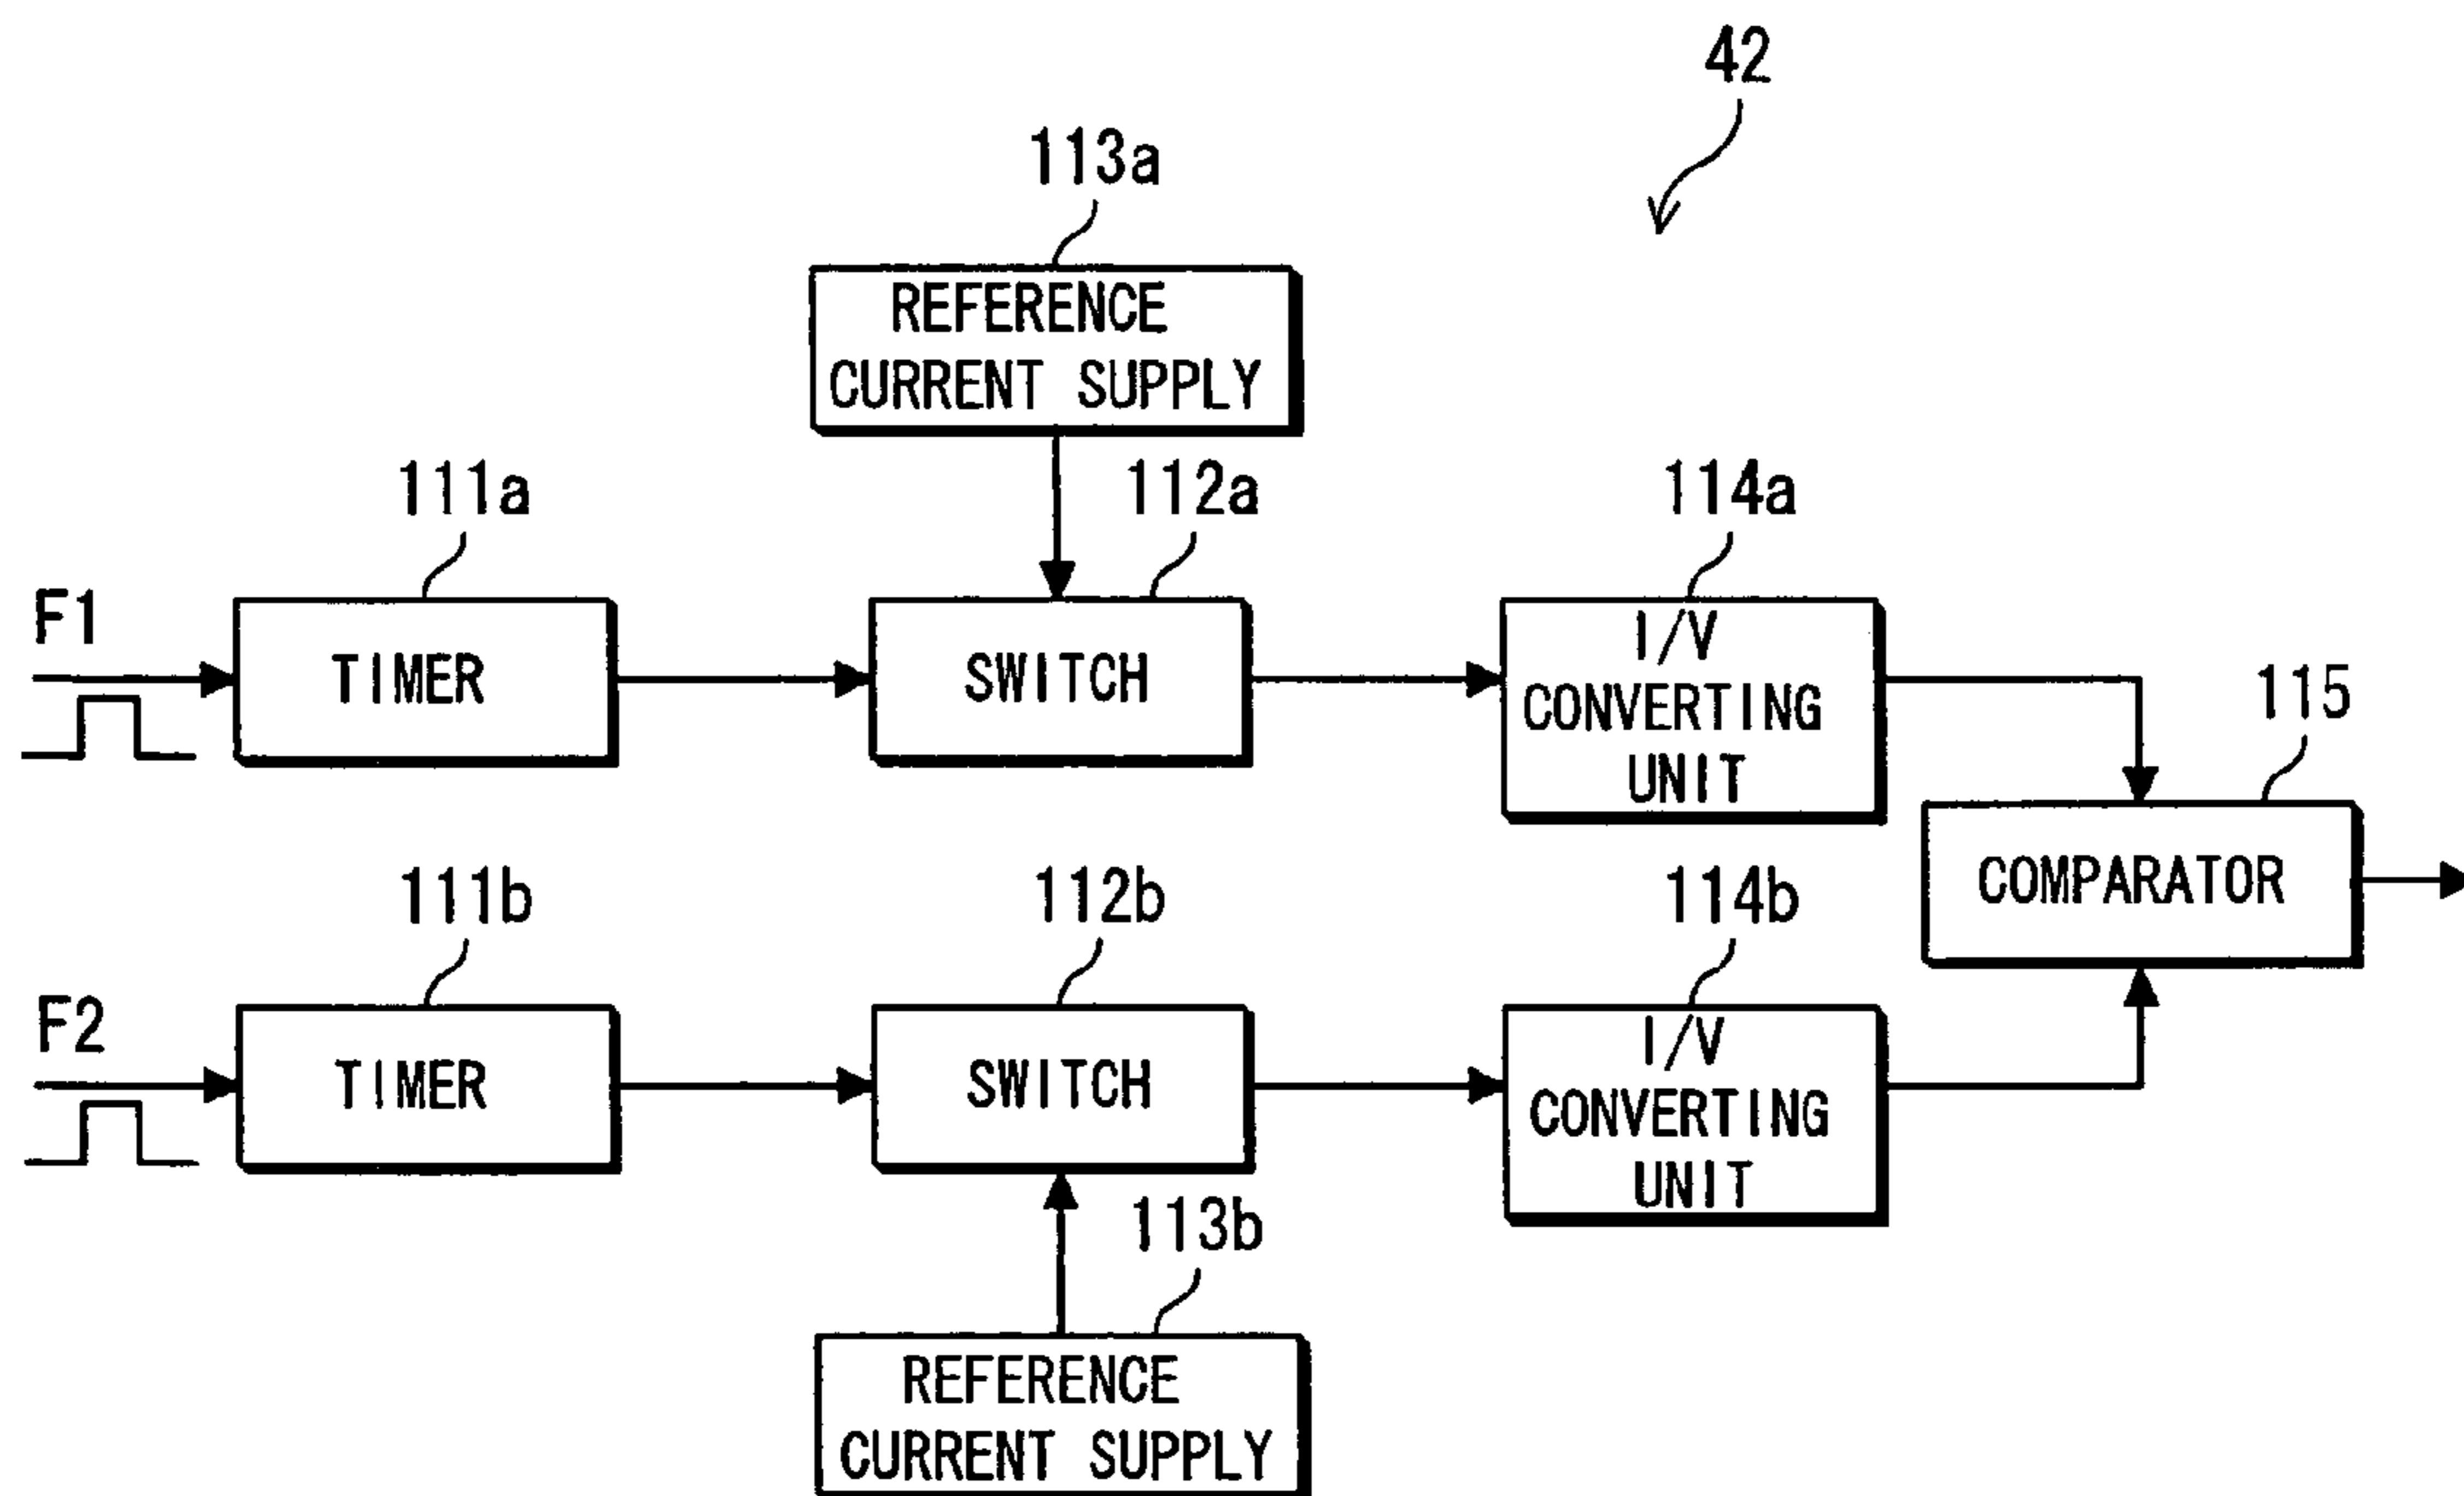 42
113a
REFERENCE
CURRENT SUPPLY
111a
112a
114a
F1
TIMER
SWITCH
I/V
CONVERTING
UNIT
115
COMPARATOR
111b
112b
114b
F2
TIMER
SWITCH
I/V
CONVERTING
UNIT
113b
REFERENCE
CURRENT SUPPLY